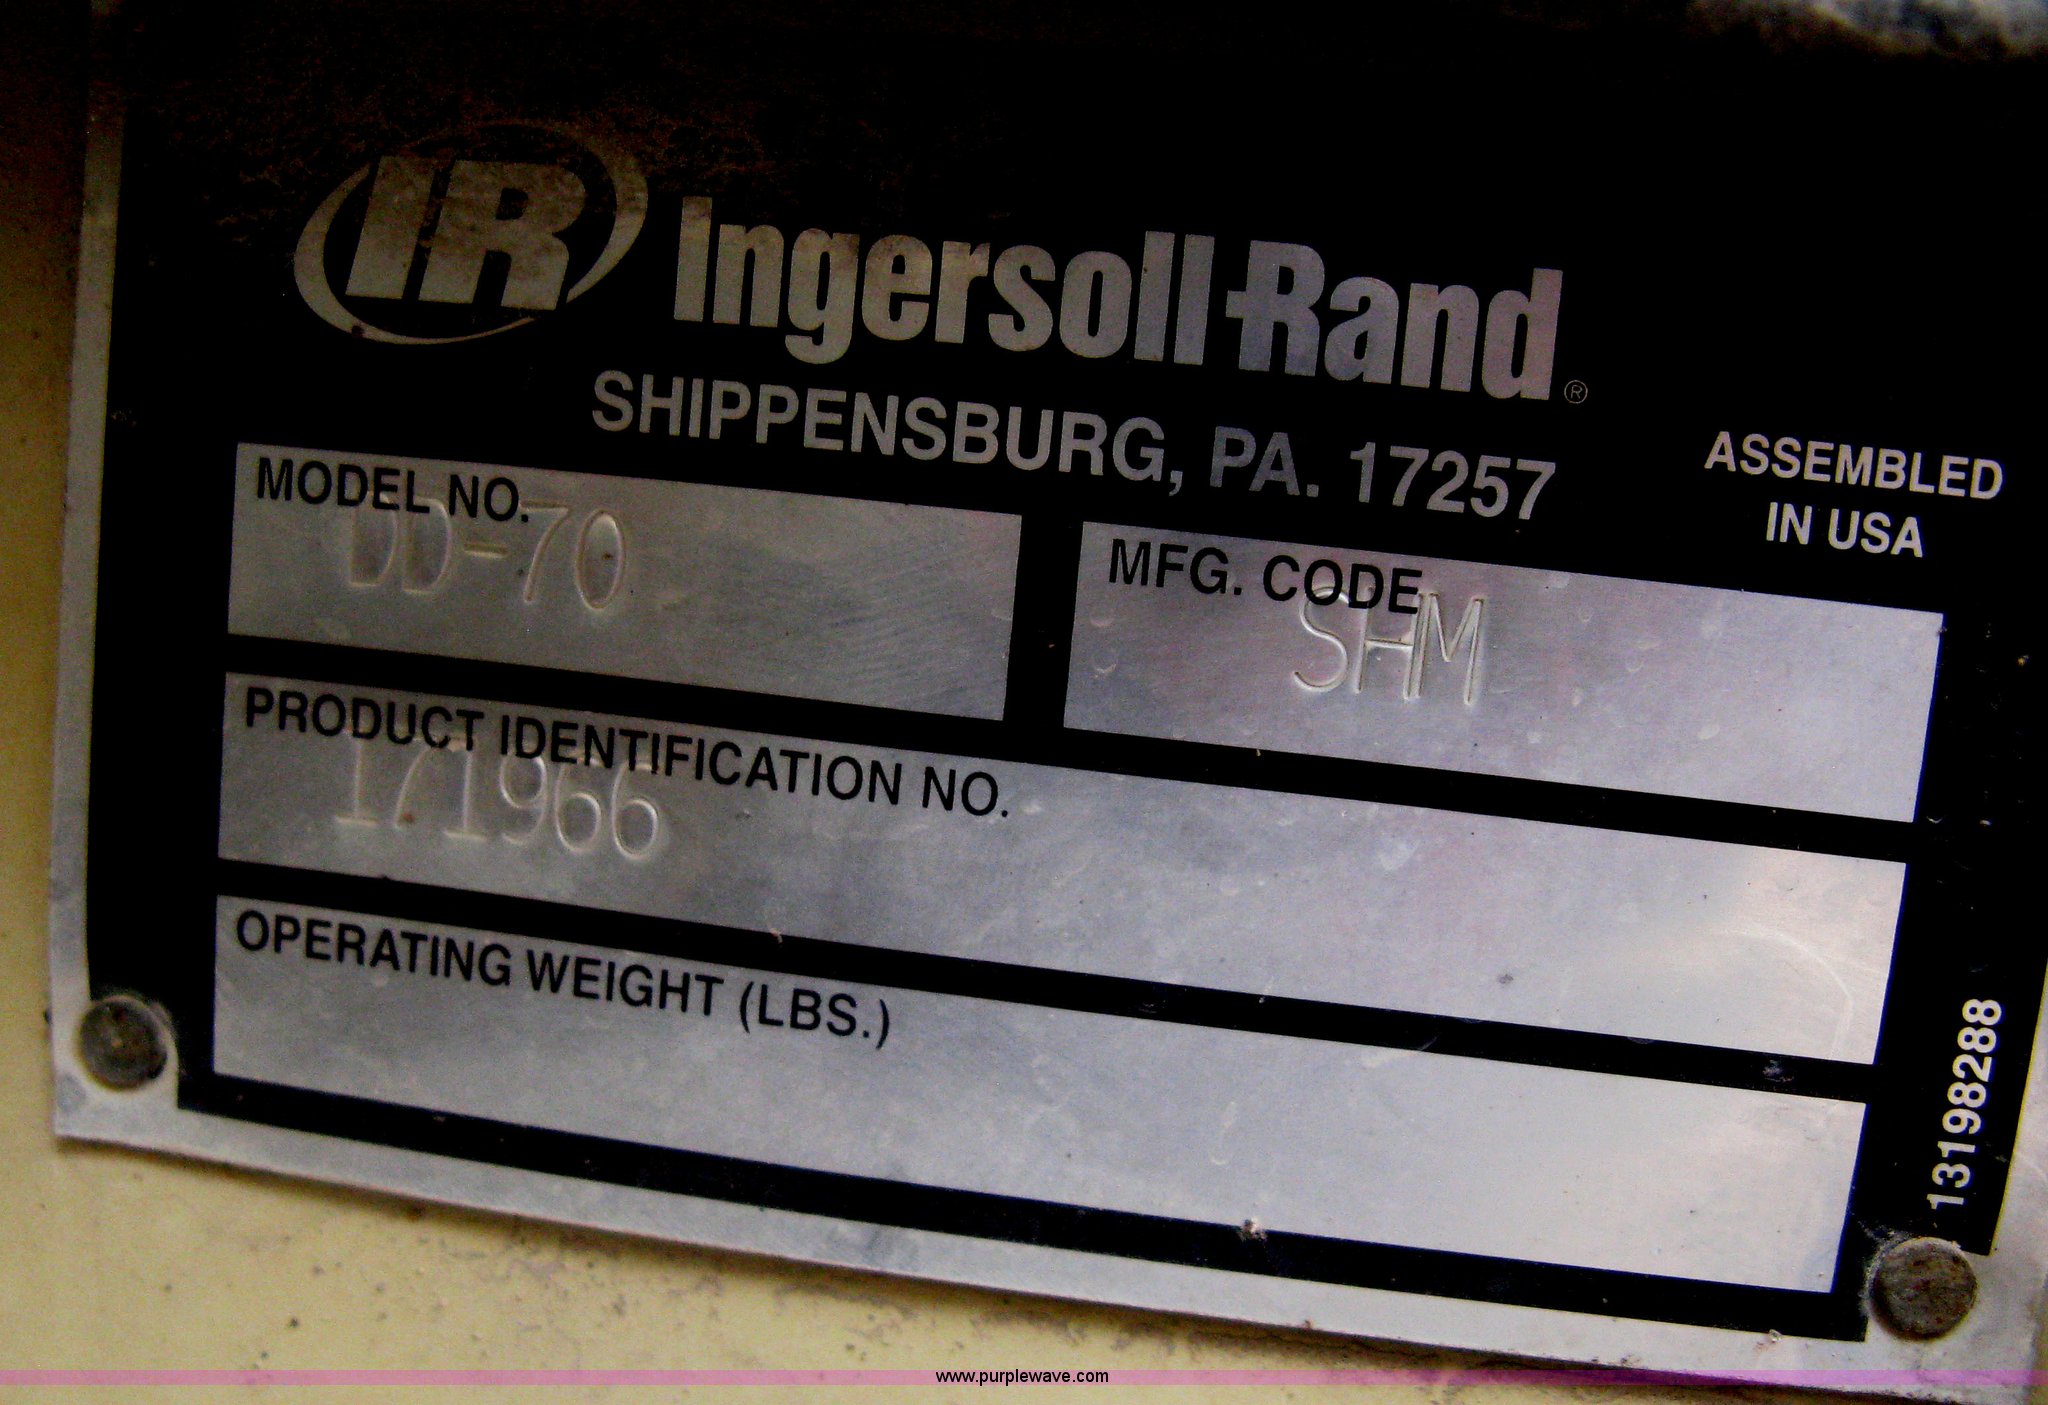 IR Ingersoll-Rand®
SHIPPENSBURG, PA. 17257
ASSEMBLED
IN USA
MODEL NO.
DD-70
MFG. CODE
SHM
PRODUCT IDENTIFICATION NO.
171966
OPERATING WEIGHT (LBS.)
13198288
www.purplewave.com